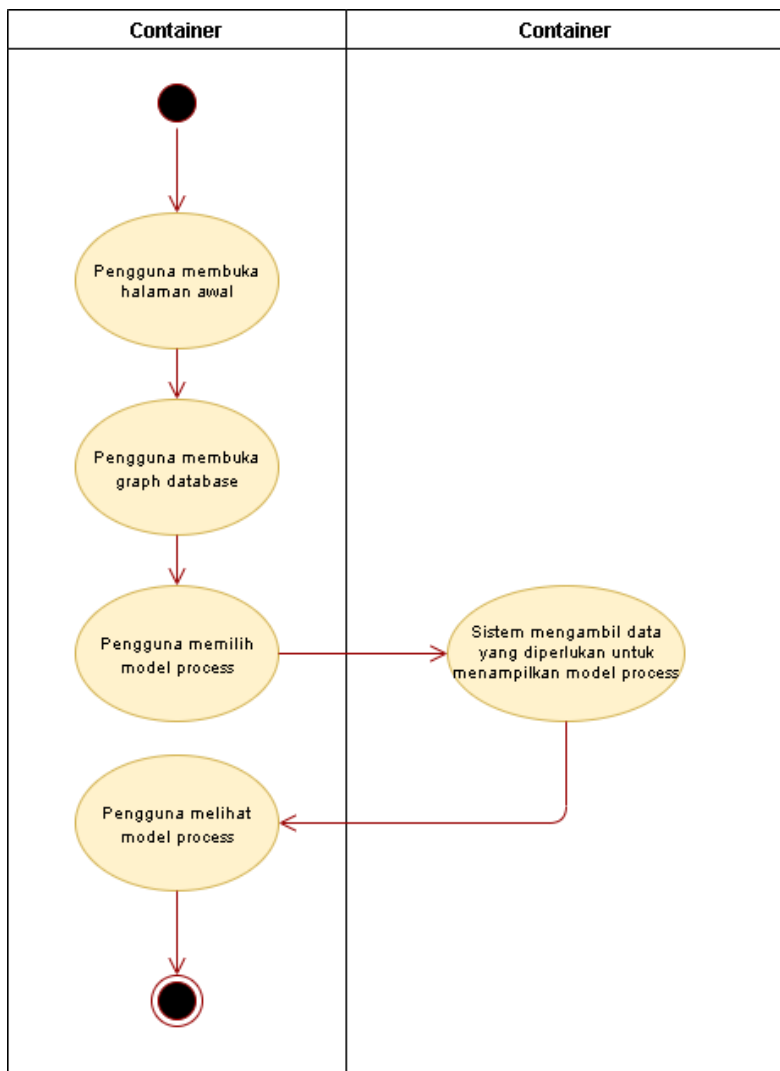 Container
Container
Pengguna membuka
halaman awal
Pengguna membuka
graph database
Pengguna memilih
model process
Sistem mengambil data
yang diperlukan untuk
menampilkan model process
Pengguna melihat
model process